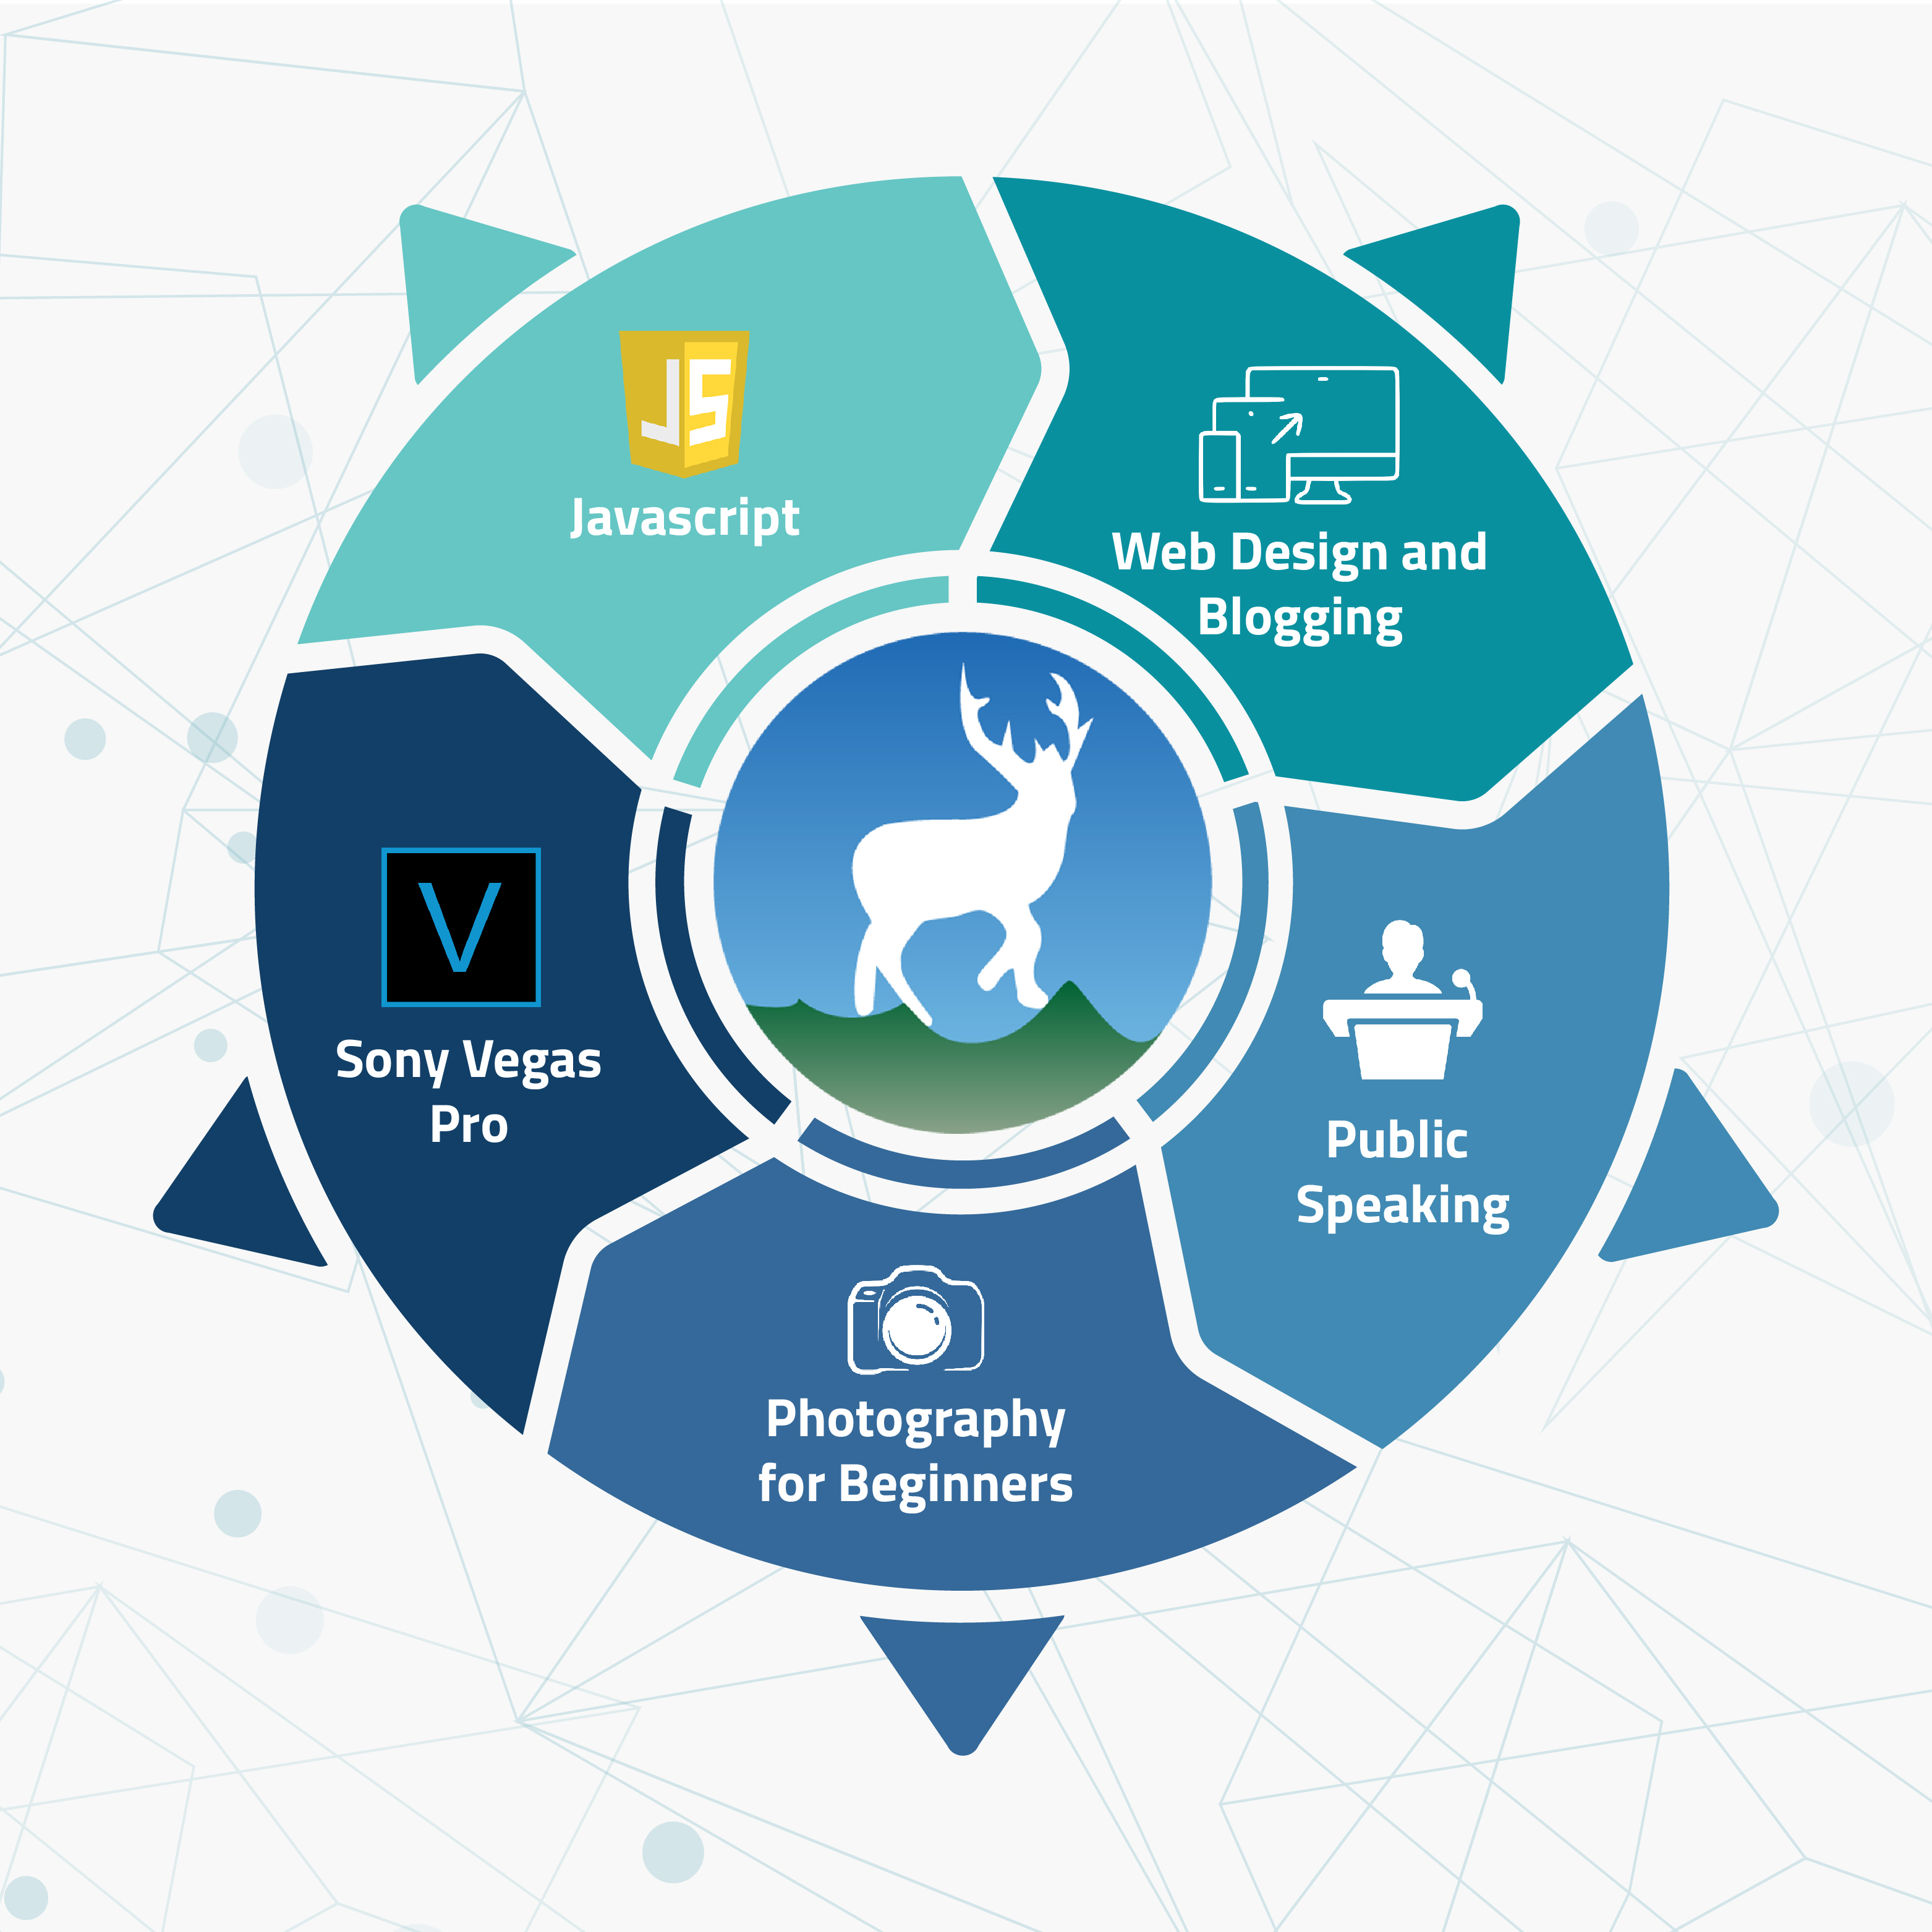 JS
Javascript
Web Design and
Blogging
Public
Speaking
Photography
for Beginners
V
Sony Vegas
Pro